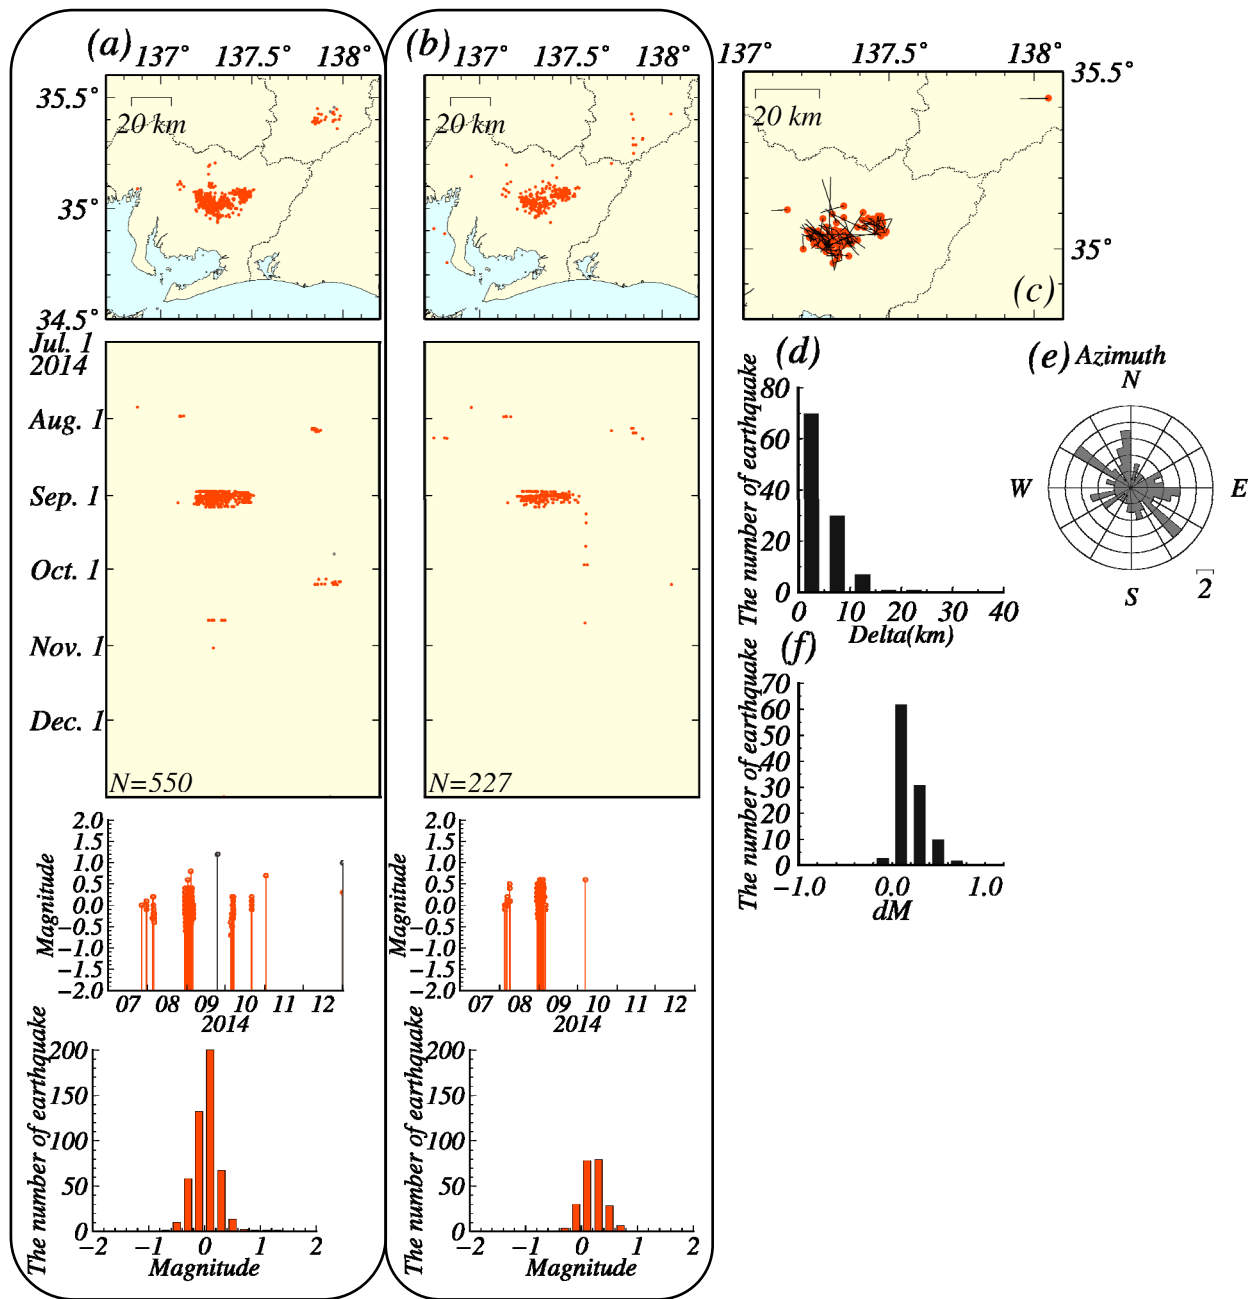 (a)
137° 137.5° 138°
35.5°
35°
34.5°
20 km
Jul. 1
2014
Aug. 1
Sep. 1
Oct. 1
Nov. 1
Dec. 1
N=550
2.0
1.5
1.0
0.5
0.0
−0.5
−1.0
−1.5
−2.0
Magnitude
07 08 09 10 11 12
2014
200
150
100
50
0
The number of earthquake
−2 −1 0 1 2
Magnitude
(b)
137° 137.5° 138°
20 km
N=227
2.0
1.5
1.0
0.5
0.0
−0.5
−1.0
−1.5
−2.0
Magnitude
07 08 09 10 11 12
2014
200
150
100
50
0
The number of earthquake
−2 −1 0 1 2
Magnitude
137° 137.5° 138°
35.5°
35°
20 km
(c)
(d)
80
60
40
20
0
The number of earthquake
0 10 20 30 40
Delta(km)
(e) Azimuth
N
W E
S
2
(f)
70
60
50
40
30
20
10
0
The number of earthquake
−1.0 0.0 1.0
dM